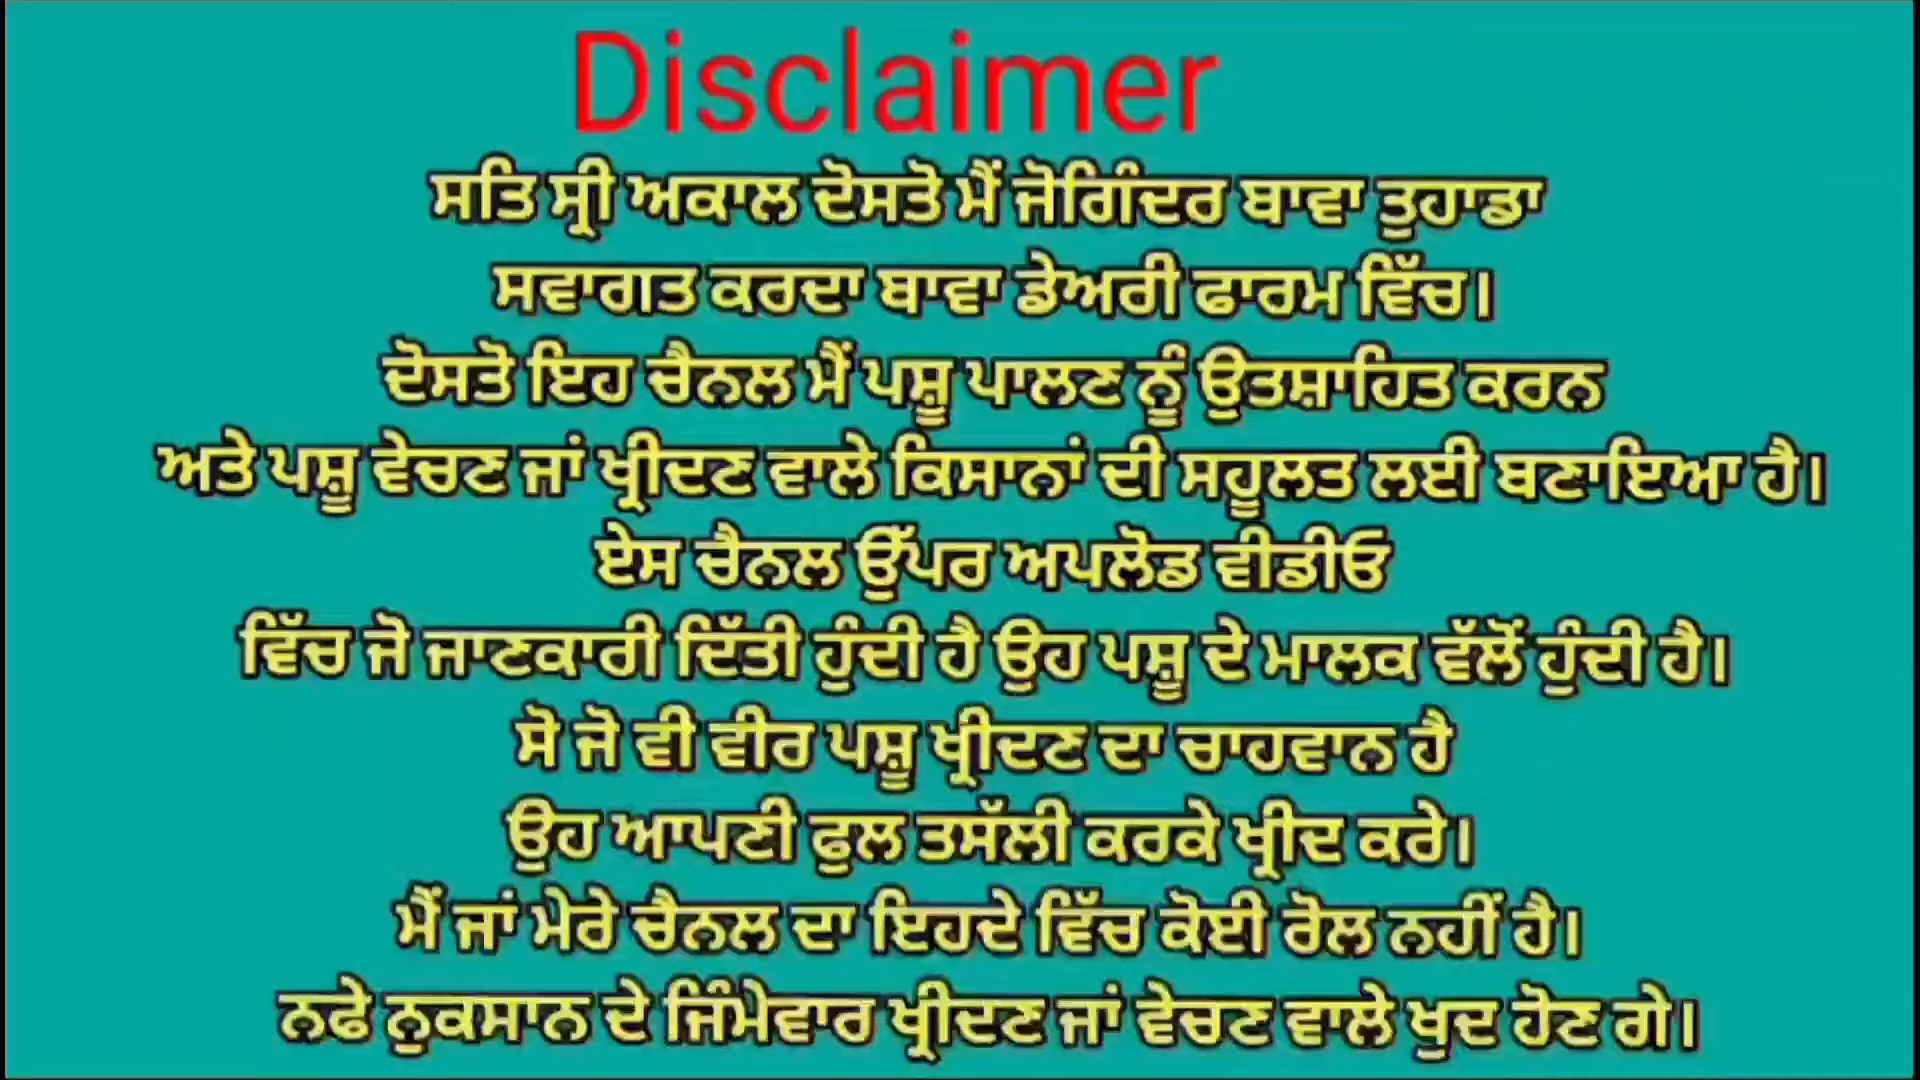 Disclaimer
ਸਤਿ ਸ੍ਰੀ ਅਕਾਲ ਦੋਸਤੋ ਮੈਂ ਜੋਗਿੰਦਰ ਬਾਵਾ ਤੁਹਾਡਾ
ਸਵਾਗਤ ਕਰਦਾ ਬਾਵਾ ਡੇਅਰੀ ਫਾਰਮ ਵਿੱਚ।
ਦੋਸਤੋ ਇਹ ਚੈਨਲ ਮੈਂ ਪਸ਼ੂ ਪਾਲਣ ਨੂੰ ਉਤਸ਼ਾਹਿਤ ਕਰਨ
ਅਤੇ ਪਸ਼ੂ ਵੇਚਣ ਜਾਂ ਖ੍ਰੀਦਣ ਵਾਲੇ ਕਿਸਾਨਾਂ ਦੀ ਸਹੂਲਤ ਲਈ ਬਣਾਇਆ ਹੈ।
ਏਸ ਚੈਨਲ ਉੱਪਰ ਅਪਲੋਡ ਵੀਡੀਓ
ਵਿੱਚ ਜੋ ਜਾਣਕਾਰੀ ਦਿੱਤੀ ਹੁੰਦੀ ਹੈ ਉਹ ਪਸ਼ੂ ਦੇ ਮਾਲਕ ਵੱਲੋਂ ਹੁੰਦੀ ਹੈ।
ਸੋ ਜੋ ਵੀ ਵੀਰ ਪਸ਼ੂ ਖ੍ਰੀਦਣ ਦਾ ਚਾਹਵਾਨ ਹੈ
ਉਹ ਆਪਣੀ ਫੁਲ ਤਸੱਲੀ ਕਰਕੇ ਖ੍ਰੀਦ ਕਰੇ।
ਮੈਂ ਜਾਂ ਮੇਰੇ ਚੈਨਲ ਦਾ ਇਹਦੇ ਵਿੱਚ ਕੋਈ ਰੋਲ ਨਹੀਂ ਹੈ।
ਨਫੇ ਨੁਕਸਾਨ ਦੇ ਜਿੰਮੇਵਾਰ ਖ੍ਰੀਦਣ ਜਾਂ ਵੇਚਣ ਵਾਲੇ ਖੁਦ ਹੋਣ ਗੇ।